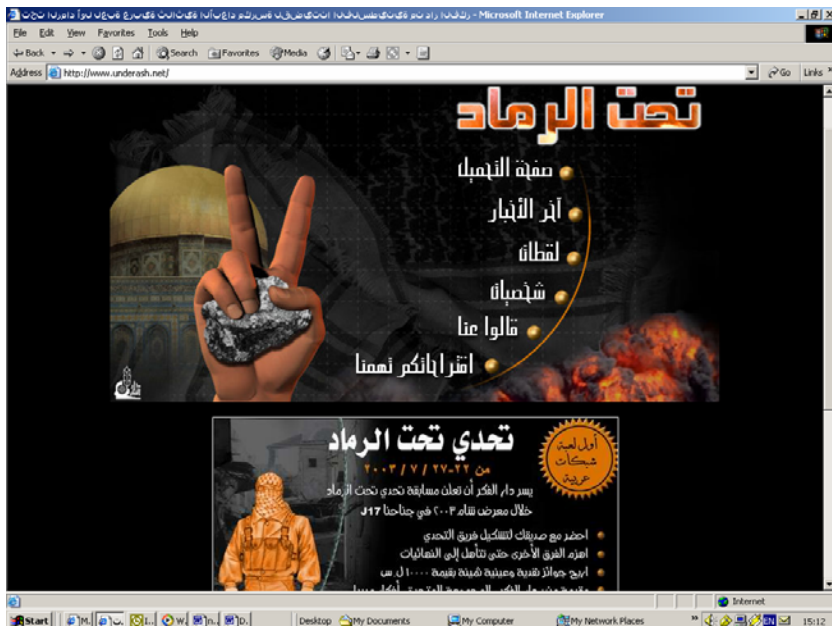 Microsoft Internet Explorer
File Edit View Favorites Tools Help
Back Search Favorites Media
Address http://www.underash.net/ Go Links
تحت الرماد
صفحة التحميل
آخر الأخبار
لقطات
شخصيات
قالوا عنا
اقتراحاتكم تهمنا
تحدي تحت الرماد
من ٢٢-٢٧ / ٧ / ٢٠٠٣
يسر دار الفكر أن تعلن مسابقة تحدي تحت الرماد
خلال معرض شام ٢٠٠٣ في جناحنا J17
احضر مع صديقك لتشكيل فريق التحدي
اهزم الفرق الأخرى حتى تتأهل إلى النهائيات
اربح جوائز نقدية وعينية ثمينة بقيمة ١٠٠٠٠ ل.س
أول لعبة
شبكات
عربية
Internet
Start Desktop My Documents My Computer My Network Places EN 15:12